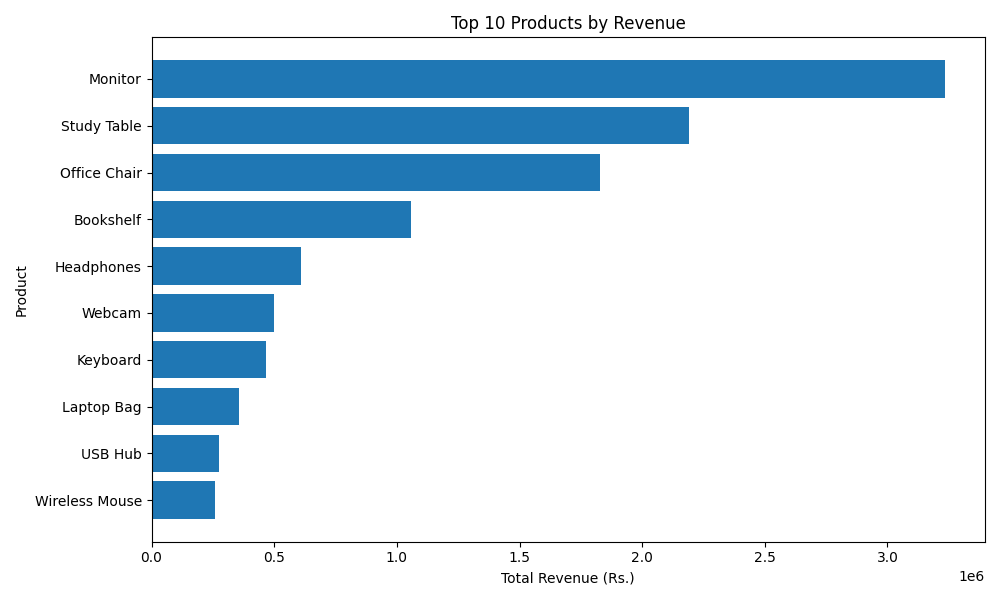 Top 10 Products by Revenue
Monitor
Study Table
Office Chair
Bookshelf
Headphones
Webcam
Keyboard
Laptop Bag
USB Hub
Wireless Mouse
Product
0.0 0.5 1.0 1.5 2.0 2.5 3.0
1e6
Total Revenue (Rs.)